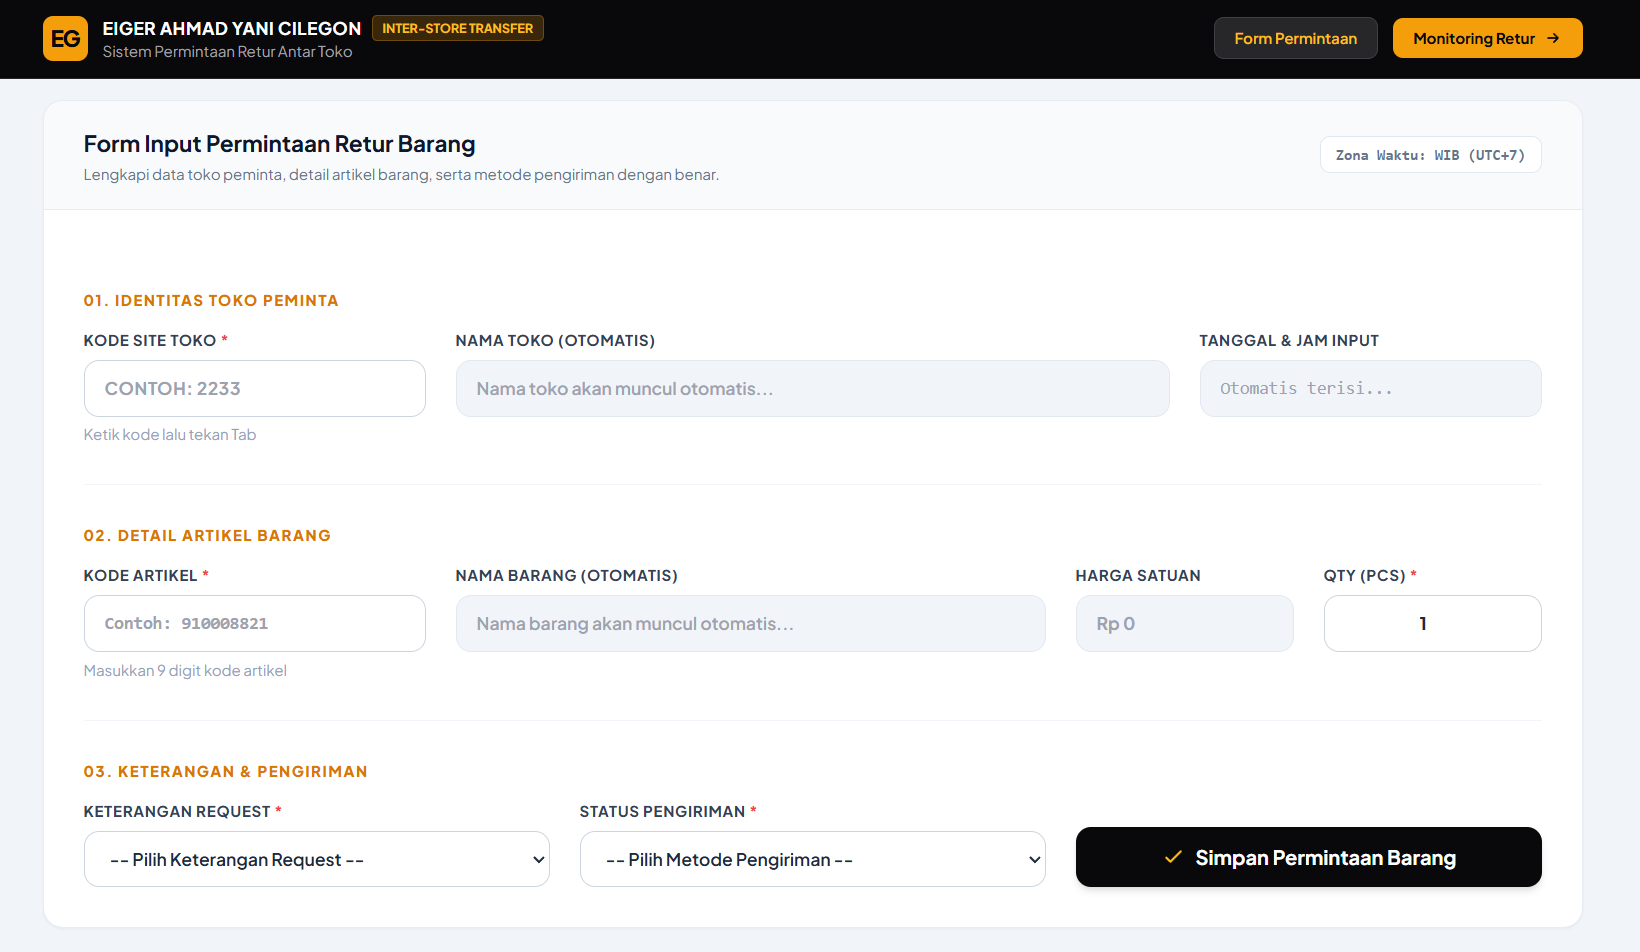 EG
EIGER AHMAD YANI CILEGON
INTER-STORE TRANSFER
Sistem Permintaan Retur Antar Toko
Form Permintaan
Monitoring Retur →
Form Input Permintaan Retur Barang
Lengkapi data toko peminta, detail artikel barang, serta metode pengiriman dengan benar.
Zona Waktu: WIB (UTC+7)
01. IDENTITAS TOKO PEMINTA
KODE SITE TOKO *
CONTOH: 2233
Ketik kode lalu tekan Tab
NAMA TOKO (OTOMATIS)
Nama toko akan muncul otomatis...
TANGGAL & JAM INPUT
Otomatis terisi...
02. DETAIL ARTIKEL BARANG
KODE ARTIKEL *
Contoh: 910008821
Masukkan 9 digit kode artikel
NAMA BARANG (OTOMATIS)
Nama barang akan muncul otomatis...
HARGA SATUAN
Rp 0
QTY (PCS) *
1
03. KETERANGAN & PENGIRIMAN
KETERANGAN REQUEST *
-- Pilih Keterangan Request --
STATUS PENGIRIMAN *
-- Pilih Metode Pengiriman --
✓ Simpan Permintaan Barang